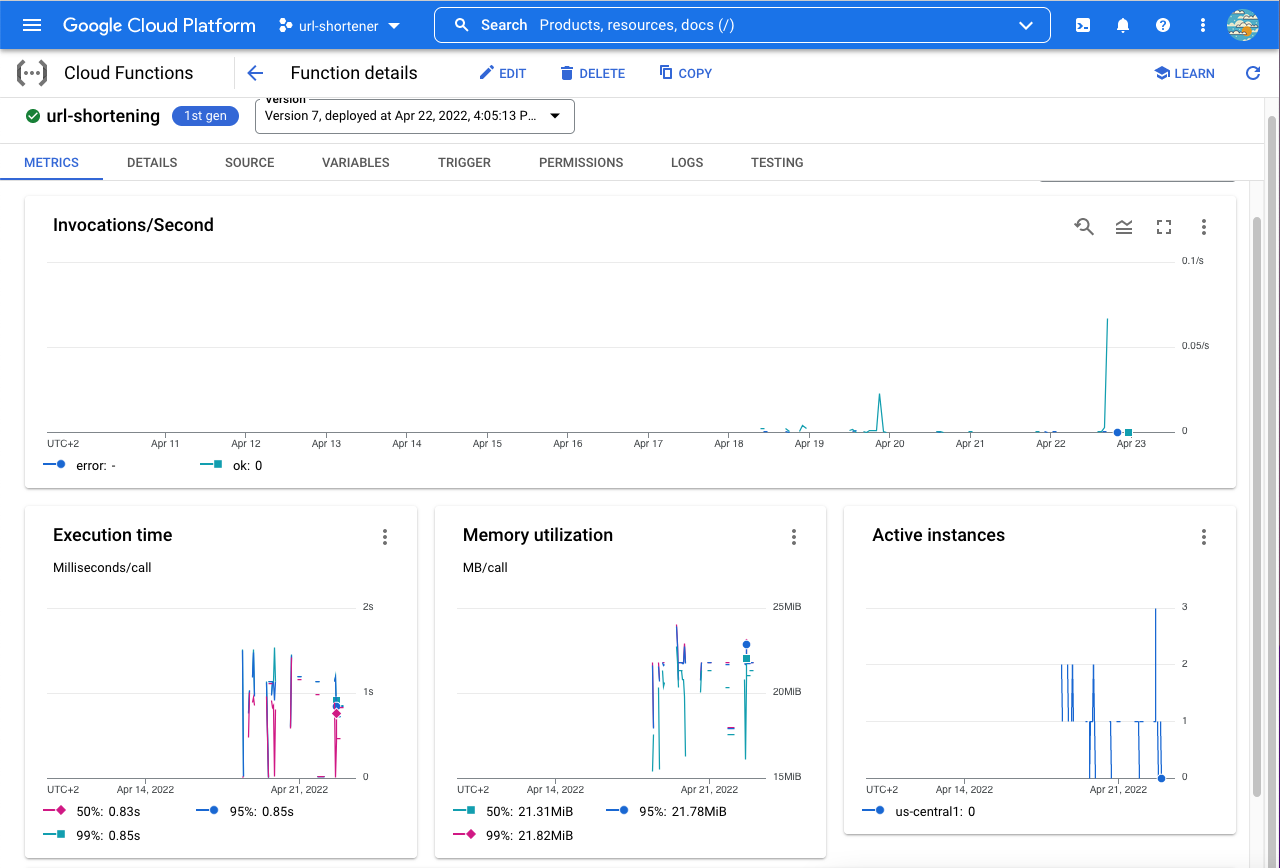 Google Cloud Platform url-shortener Search Products, resources, docs (/)
Cloud Functions Function details EDIT DELETE COPY LEARN
Version
url-shortening 1st gen Version 7, deployed at Apr 22, 2022, 4:05:13 P...
METRICS DETAILS SOURCE VARIABLES TRIGGER PERMISSIONS LOGS TESTING
Invocations/Second
0.1/s
0.05/s
0
UTC+2 Apr 11 Apr 12 Apr 13 Apr 14 Apr 15 Apr 16 Apr 17 Apr 18 Apr 19 Apr 20 Apr 21 Apr 22 Apr 23
error: - ok: 0
Execution time
Milliseconds/call
2s
1s
0
UTC+2 Apr 14, 2022 Apr 21, 2022
50%: 0.83s 95%: 0.85s
99%: 0.85s
Memory utilization
MB/call
25MiB
20MiB
15MiB
UTC+2 Apr 14, 2022 Apr 21, 2022
50%: 21.31MiB 95%: 21.78MiB
99%: 21.82MiB
Active instances
3
2
1
0
UTC+2 Apr 14, 2022 Apr 21, 2022
us-central1: 0